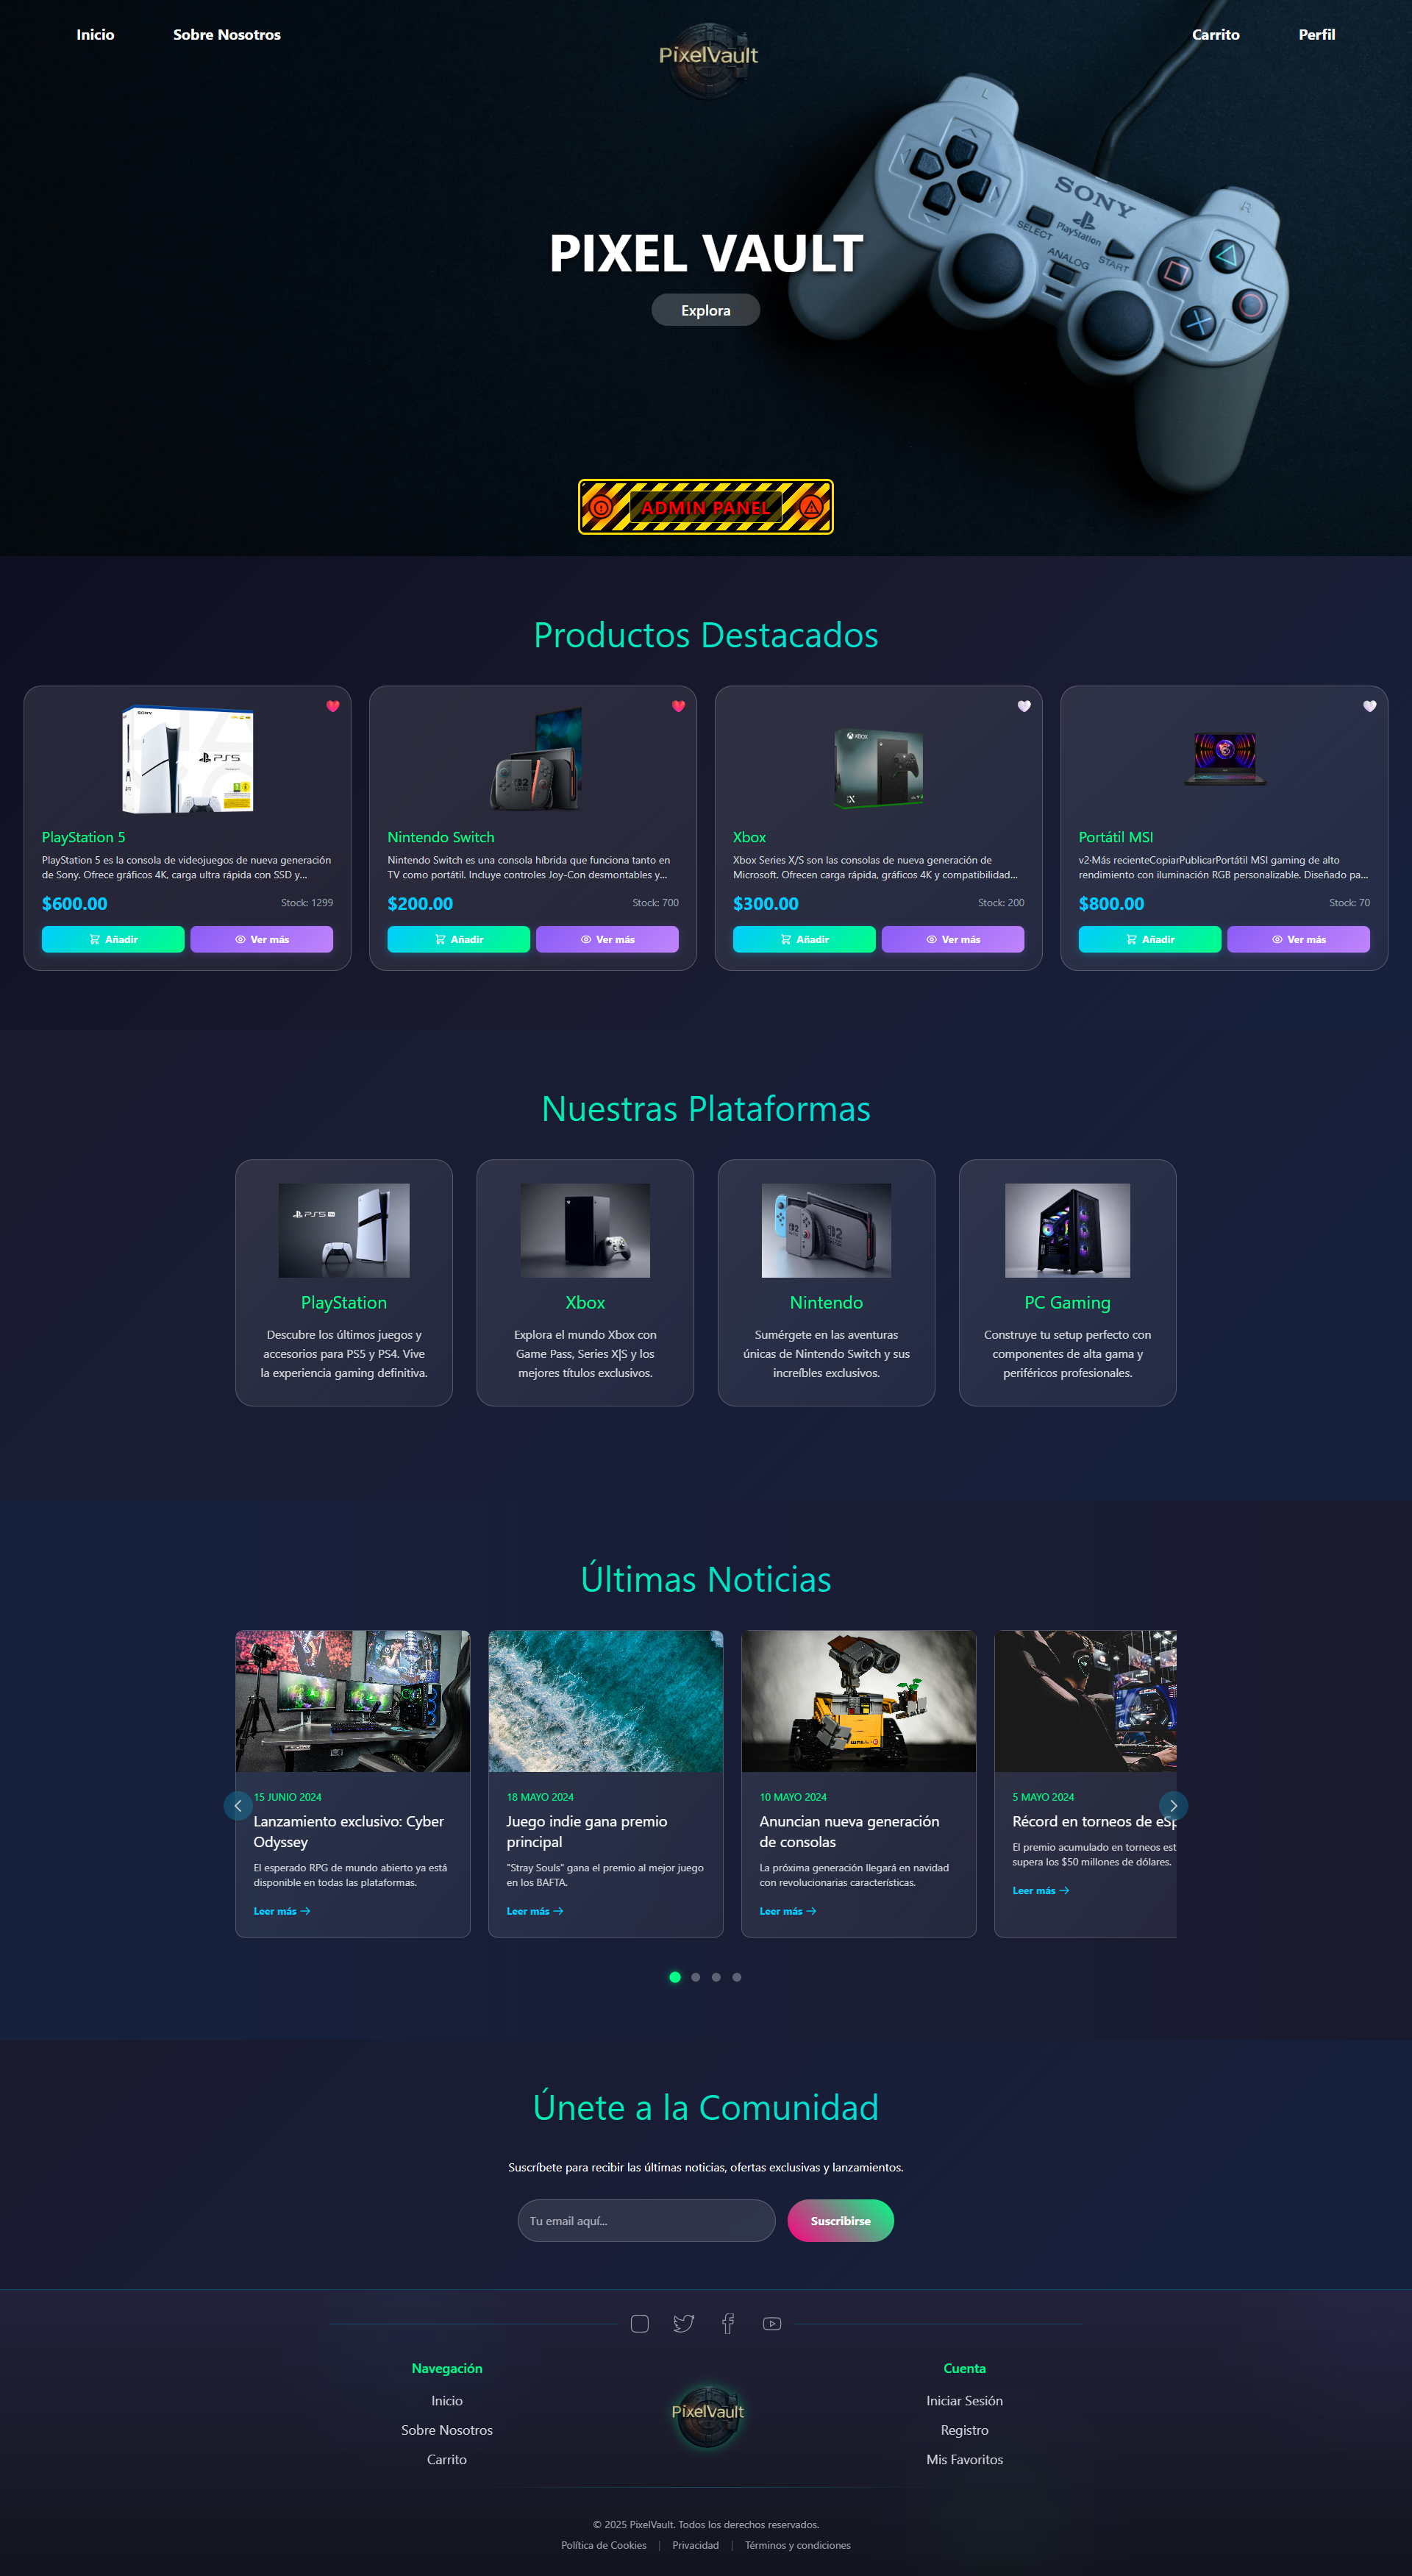 Inicio
Sobre Nosotros
PixelVault
Carrito
Perfil
L
R
SONY
PlayStation
SELECT
START
ANALOG
PIXEL VAULT
Explora
ADMIN PANEL
Productos Destacados
SONY
PS5
XBOX
PlayStation 5
PlayStation 5 es la consola de videojuegos de nueva generación
de Sony. Ofrece gráficos 4K, carga ultra rápida con SSD y...
$600.00
Stock: 1299
Añadir
Ver más
Nintendo Switch
Nintendo Switch es una consola híbrida que funciona tanto en
TV como portátil. Incluye controles Joy-Con desmontables y...
$200.00
Stock: 700
Añadir
Ver más
Xbox
Xbox Series X/S son las consolas de nueva generación de
Microsoft. Ofrecen carga rápida, gráficos 4K y compatibilidad...
$300.00
Stock: 200
Añadir
Ver más
Portátil MSI
v2·Más recienteCopiarPublicarPortátil MSI gaming de alto
rendimiento con iluminación RGB personalizable. Diseñado pa...
$800.00
Stock: 70
Añadir
Ver más
Nuestras Plataformas
PlayStation
Descubre los últimos juegos y
accesorios para PS5 y PS4. Vive
la experiencia gaming definitiva.
Xbox
Explora el mundo Xbox con
Game Pass, Series X|S y los
mejores títulos exclusivos.
Nintendo
Sumérgete en las aventuras
únicas de Nintendo Switch y sus
increíbles exclusivos.
PC Gaming
Construye tu setup perfecto con
componentes de alta gama y
periféricos profesionales.
Últimas Noticias
15 JUNIO 2024
Lanzamiento exclusivo: Cyber
Odyssey
El esperado RPG de mundo abierto ya está
disponible en todas las plataformas.
Leer más
18 MAYO 2024
Juego indie gana premio
principal
"Stray Souls" gana el premio al mejor juego
en los BAFTA.
Leer más
WALL·E
10 MAYO 2024
Anuncian nueva generación
de consolas
La próxima generación llegará en navidad
con revolucionarias características.
Leer más
5 MAYO 2024
Récord en torneos de eSp
El premio acumulado en torneos est
supera los $50 millones de dólares.
Leer más
Únete a la Comunidad
Suscríbete para recibir las últimas noticias, ofertas exclusivas y lanzamientos.
Tu email aquí...
Suscribirse
Navegación
Inicio
Sobre Nosotros
Carrito
PixelVault
Cuenta
Iniciar Sesión
Registro
Mis Favoritos
© 2025 PixelVault. Todos los derechos reservados.
Política de Cookies | Privacidad | Términos y condiciones